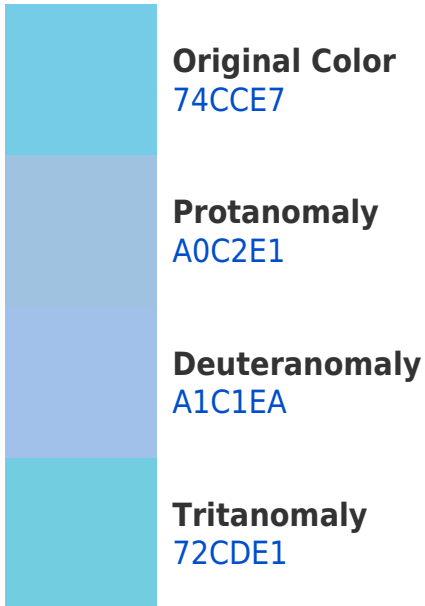 Original Color
74CCE7
Protanomaly
A0C2E1
Deuteranomaly
A1C1EA
Tritanomaly
72CDE1